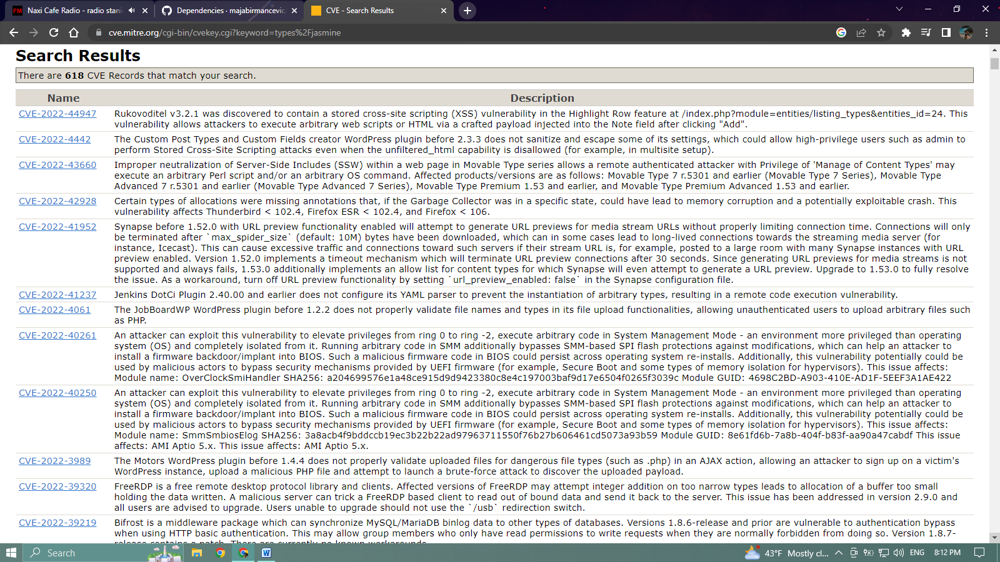 Naxi Cafe Radio - radio stani
Dependencies · majabirmancevic
CVE - Search Results
cve.mitre.org/cgi-bin/cvekey.cgi?keyword=types%2Fjasmine
Search Results
There are 618 CVE Records that match your search.
Name Description
CVE-2022-44947 Rukovoditel v3.2.1 was discovered to contain a stored cross-site scripting (XSS) vulnerability in the Highlight Row feature at /index.php?module=entities/listing_types&entities_id=24. This
vulnerability allows attackers to execute arbitrary web scripts or HTML via a crafted payload injected into the Note field after clicking "Add".
CVE-2022-4442 The Custom Post Types and Custom Fields creator WordPress plugin before 2.3.3 does not sanitize and escape some of its settings, which could allow high-privilege users such as admin to
perform Stored Cross-Site Scripting attacks even when the unfiltered_html capability is disallowed (for example, in multisite setup).
CVE-2022-43660 Improper neutralization of Server-Side Includes (SSW) within a web page in Movable Type series allows a remote authenticated attacker with Privilege of 'Manage of Content Types' may
execute an arbitrary Perl script and/or an arbitrary OS command. Affected products/versions are as follows: Movable Type 7 r.5301 and earlier (Movable Type 7 Series), Movable Type
Advanced 7 r.5301 and earlier (Movable Type Advanced 7 Series), Movable Type Premium 1.53 and earlier, and Movable Type Premium Advanced 1.53 and earlier.
CVE-2022-42928 Certain types of allocations were missing annotations that, if the Garbage Collector was in a specific state, could have lead to memory corruption and a potentially exploitable crash. This
vulnerability affects Thunderbird < 102.4, Firefox ESR < 102.4, and Firefox < 106.
CVE-2022-41952 Synapse before 1.52.0 with URL preview functionality enabled will attempt to generate URL previews for media stream URLs without properly limiting connection time. Connections will only
be terminated after `max_spider_size` (default: 10M) bytes have been downloaded, which can in some cases lead to long-lived connections towards the streaming media server (for
instance, Icecast). This can cause excessive traffic and connections toward such servers if their stream URL is, for example, posted to a large room with many Synapse instances with URL
preview enabled. Version 1.52.0 implements a timeout mechanism which will terminate URL preview connections after 30 seconds. Since generating URL previews for media streams is not
supported and always fails, 1.53.0 additionally implements an allow list for content types for which Synapse will even attempt to generate a URL preview. Upgrade to 1.53.0 to fully resolve
the issue. As a workaround, turn off URL preview functionality by setting `url_preview_enabled: false` in the Synapse configuration file.
CVE-2022-41237 Jenkins DotCi Plugin 2.40.00 and earlier does not configure its YAML parser to prevent the instantiation of arbitrary types, resulting in a remote code execution vulnerability.
CVE-2022-4061 The JobBoardWP WordPress plugin before 1.2.2 does not properly validate file names and types in its file upload functionalities, allowing unauthenticated users to upload arbitrary files such
as PHP.
CVE-2022-40261 An attacker can exploit this vulnerability to elevate privileges from ring 0 to ring -2, execute arbitrary code in System Management Mode - an environment more privileged than operating
system (OS) and completely isolated from it. Running arbitrary code in SMM additionally bypasses SMM-based SPI flash protections against modifications, which can help an attacker to
install a firmware backdoor/implant into BIOS. Such a malicious firmware code in BIOS could persist across operating system re-installs. Additionally, this vulnerability potentially could be
used by malicious actors to bypass security mechanisms provided by UEFI firmware (for example, Secure Boot and some types of memory isolation for hypervisors). This issue affects:
Module name: OverClockSmiHandler SHA256: a204699576e1a48ce915d9d9423380c8e4c197003baf9d17e6504f0265f3039c Module GUID: 4698C2BD-A903-410E-AD1F-5EEF3A1AE422
CVE-2022-40250 An attacker can exploit this vulnerability to elevate privileges from ring 0 to ring -2, execute arbitrary code in System Management Mode - an environment more privileged than operating
system (OS) and completely isolated from it. Running arbitrary code in SMM additionally bypasses SMM-based SPI flash protections against modifications, which can help an attacker to
install a firmware backdoor/implant into BIOS. Such a malicious firmware code in BIOS could persist across operating system re-installs. Additionally, this vulnerability potentially could be
used by malicious actors to bypass security mechanisms provided by UEFI firmware (for example, Secure Boot and some types of memory isolation for hypervisors). This issue affects:
Module name: SmmSmbiosElog SHA256: 3a8acb4f9bddccb19ec3b22b22ad97963711550f76b27b606461cd5073a93b59 Module GUID: 8e61fd6b-7a8b-404f-b83f-aa90a47cabdf This issue
affects: AMI Aptio 5.x. This issue affects: AMI Aptio 5.x.
CVE-2022-3989 The Motors WordPress plugin before 1.4.4 does not properly validate uploaded files for dangerous file types (such as .php) in an AJAX action, allowing an attacker to sign up on a victim's
WordPress instance, upload a malicious PHP file and attempt to launch a brute-force attack to discover the uploaded payload.
CVE-2022-39320 FreeRDP is a free remote desktop protocol library and clients. Affected versions of FreeRDP may attempt integer addition on too narrow types leads to allocation of a buffer too small
holding the data written. A malicious server can trick a FreeRDP based client to read out of bound data and send it back to the server. This issue has been addressed in version 2.9.0 and
all users are advised to upgrade. Users unable to upgrade should not use the `/usb` redirection switch.
CVE-2022-39219 Bifrost is a middleware package which can synchronize MySQL/MariaDB binlog data to other types of databases. Versions 1.8.6-release and prior are vulnerable to authentication bypass
when using HTTP basic authentication. This may allow group members who only have read permissions to write requests when they are normally forbidden from doing so. Version 1.8.7-
release contains a patch. There are currently no known workarounds.
Search
43°F Mostly cl... ENG 8:12 PM